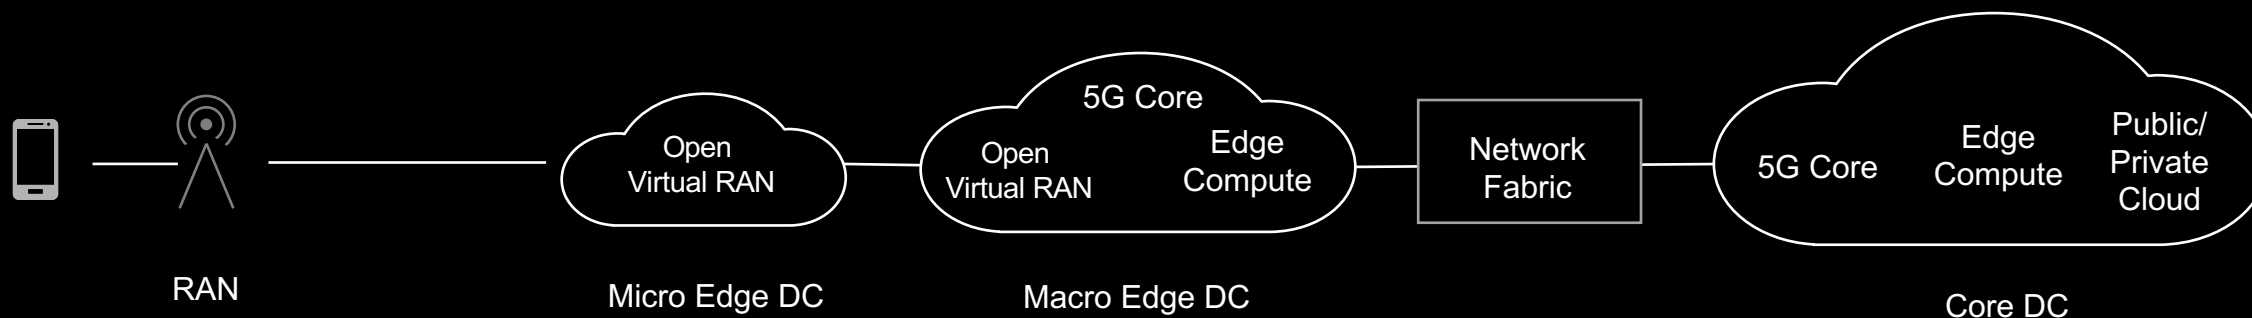 RAN
Open
Virtual RAN
Micro Edge DC
5G Core
Open
Virtual RAN
Edge
Compute
Macro Edge DC
Network
Fabric
5G Core
Edge
Compute
Public/
Private
Cloud
Core DC